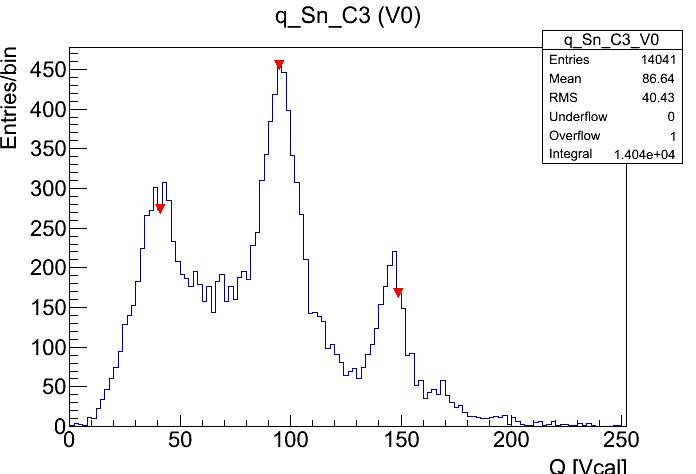 q_Sn_C3 (V0)
q_Sn_C3_V0
Entries 14041
Mean 86.64
RMS 40.43
Underflow 0
Overflow 1
Integral 1.404e+04
Entries/bin
450
400
350
300
250
200
150
100
50
0
0 50 100 150 200 250
Q [Vcal]